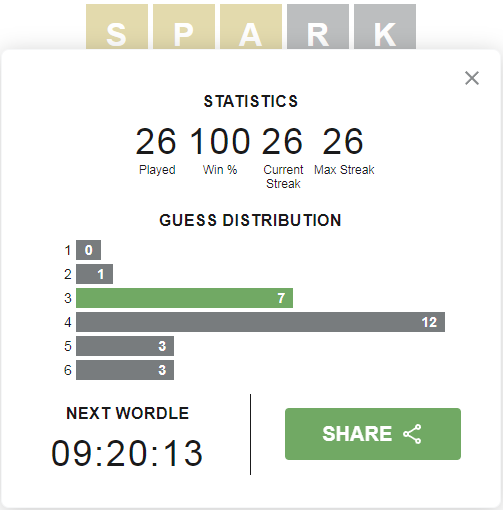 SPARK
STATISTICS
26 100 26 26
Played Win % Current Streak Max Streak
GUESS DISTRIBUTION
1 0
2 1
3 7
4 12
5 3
6 3
NEXT WORDLE
09:20:13
SHARE